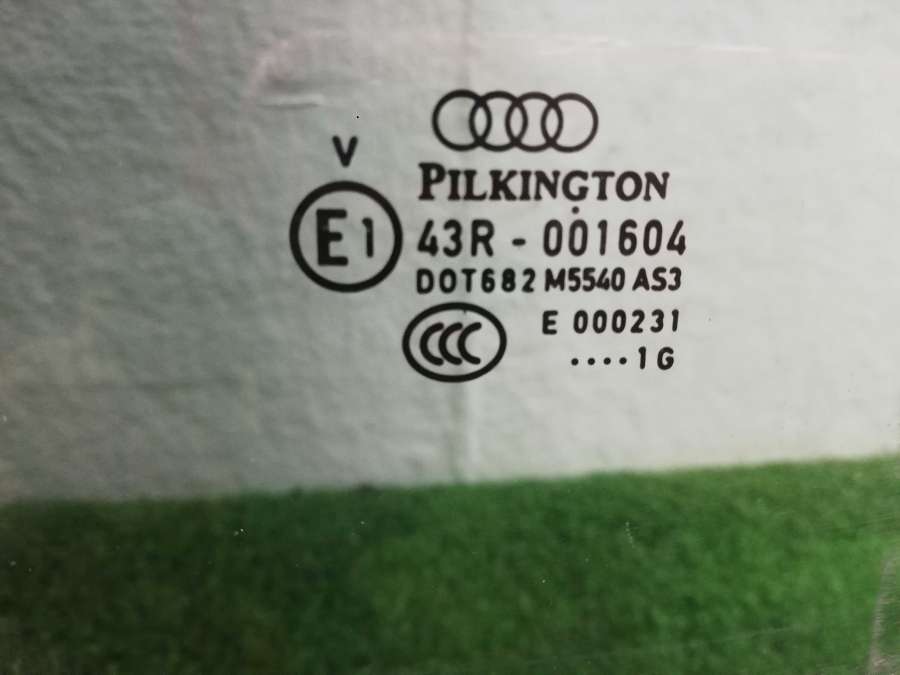 V
PILKINGTON
E1 43R - 001604
DOT682 M5540 AS3
CCC E 000231
····1G